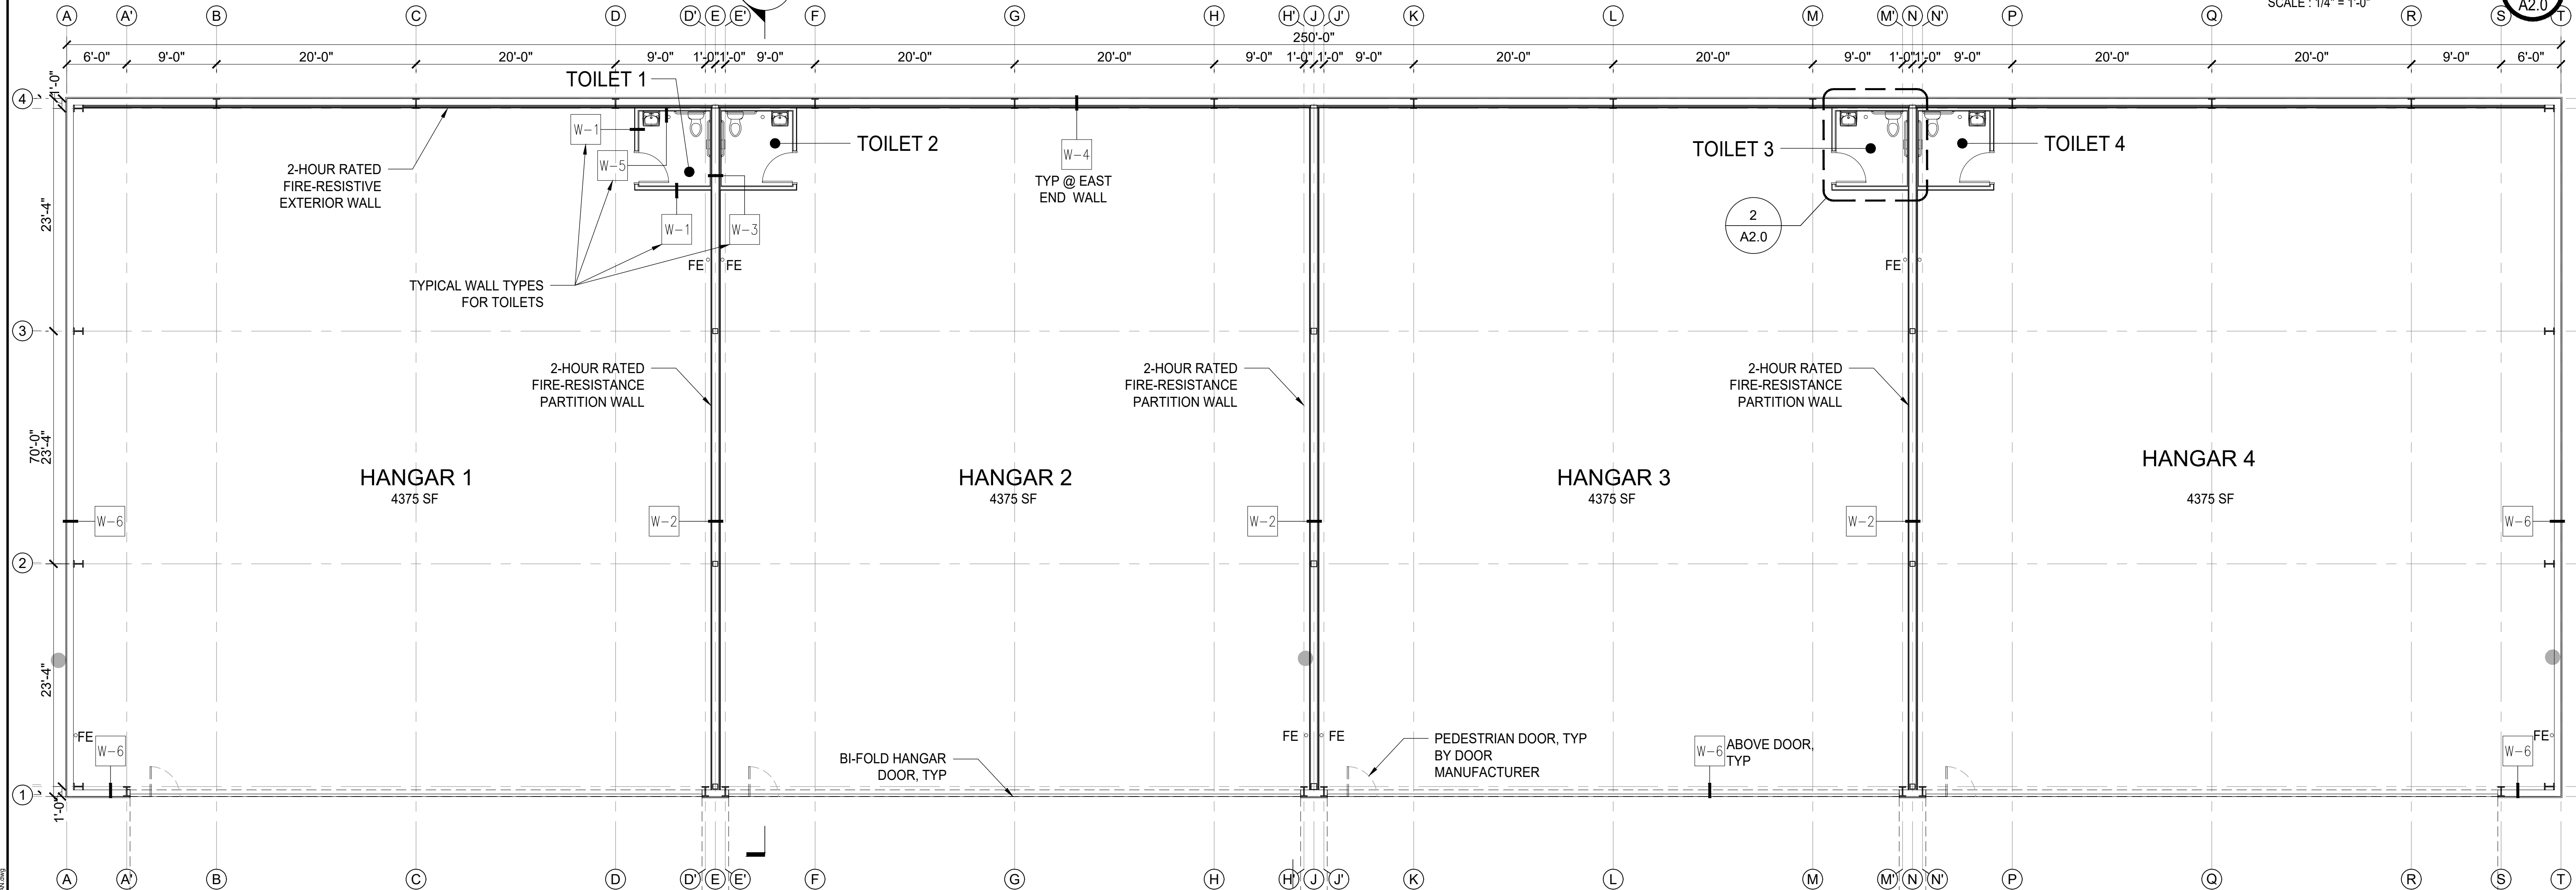 SCALE : 1/4" = 1'-0"
A2.0
A A' B C D D' E E' F G H H' J J' K L M M' N N' P Q R S T
250'-0"
6'-0" 9'-0" 20'-0" 20'-0" 9'-0" 1'-0" 1'-0" 9'-0" 20'-0" 20'-0" 9'-0" 1'-0" 1'-0" 9'-0" 20'-0" 20'-0" 9'-0" 1'-0" 1'-0" 9'-0" 20'-0" 20'-0" 9'-0" 6'-0"
1'-0"
4
TOILET 1
TOILET 2
TOILET 3
TOILET 4
W-1
W-5
W-4
TYP @ EAST
END WALL
2-HOUR RATED
FIRE-RESISTIVE
EXTERIOR WALL
23'-4"
W-1
W-3
2
A2.0
FE FE
FE
TYPICAL WALL TYPES
FOR TOILETS
3
2-HOUR RATED
FIRE-RESISTANCE
PARTITION WALL
2-HOUR RATED
FIRE-RESISTANCE
PARTITION WALL
2-HOUR RATED
FIRE-RESISTANCE
PARTITION WALL
70'-0"
23'-4"
HANGAR 1
4375 SF
HANGAR 2
4375 SF
HANGAR 3
4375 SF
HANGAR 4
4375 SF
W-6
W-2
W-2
W-2
W-6
2
23'-4"
FE
W-6
BI-FOLD HANGAR
DOOR, TYP
FE FE
PEDESTRIAN DOOR, TYP
BY DOOR
MANUFACTURER
W-6
ABOVE DOOR,
TYP
W-6
FE
1
1'-0"
A A' B C D D' E E' F G H H' J J' K L M M' N N' P Q R S T